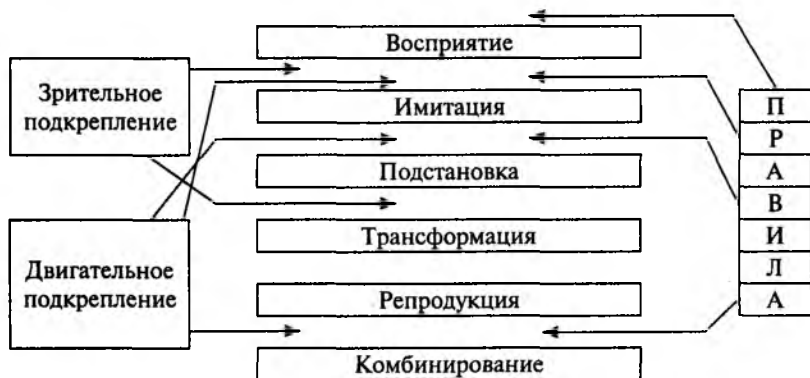 Восприятие
Зрительное
подкрепление
Имитация
Подстановка
Трансформация
Двигательное
подкрепление
Репродукция
Комбинирование
П
Р
А
В
И
Л
А